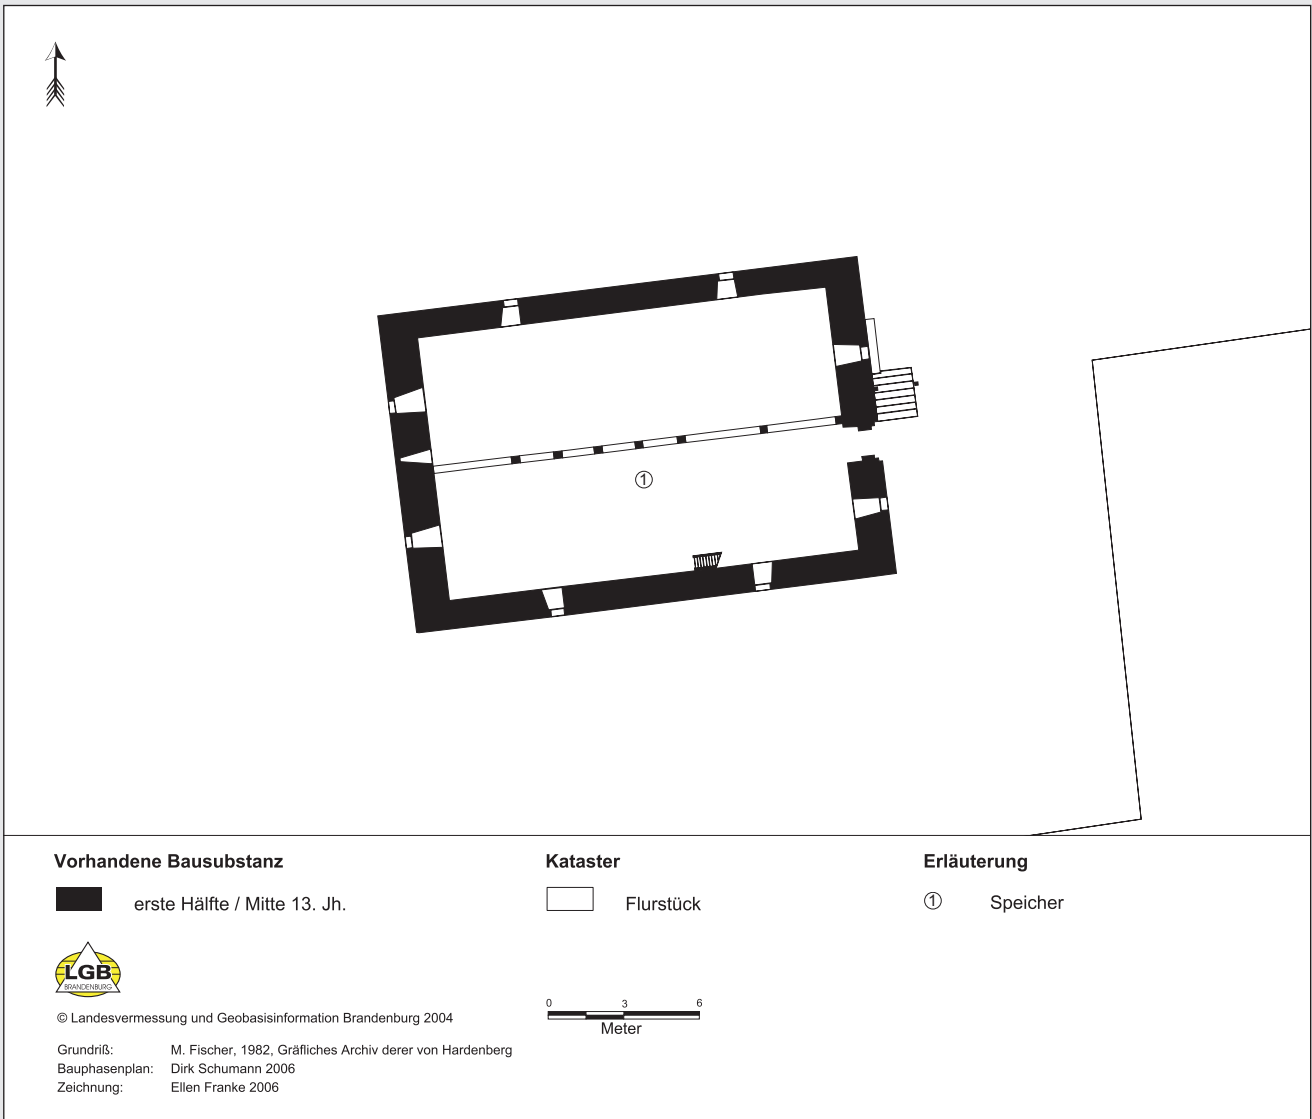 1
Vorhandene Bausubstanz
erste Hälfte / Mitte 13. Jh.
Kataster
Flurstück
Erläuterung
1 Speicher
LGB
BRANDENBURG
© Landesvermessung und Geobasisinformation Brandenburg 2004
0 3 6
Meter
Grundriß: M. Fischer, 1982, Gräfliches Archiv derer von Hardenberg
Bauphasenplan: Dirk Schumann 2006
Zeichnung: Ellen Franke 2006